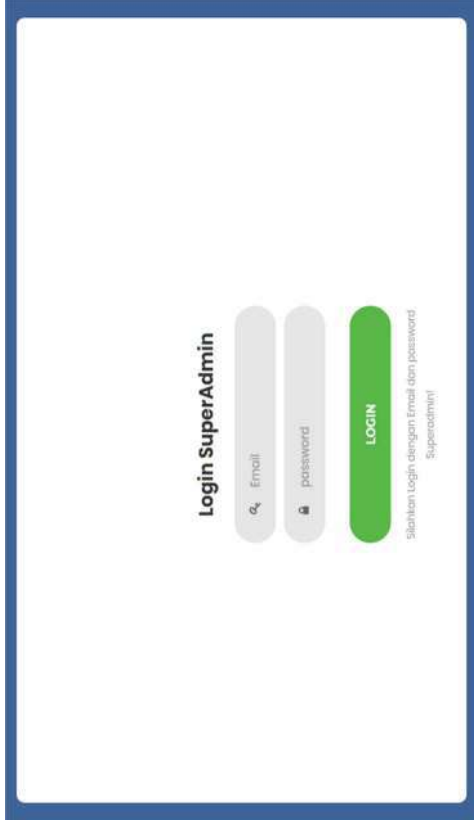 Login SuperAdmin
Email
password
LOGIN
Silahkan Login dengan Email dan password
Superadmin!